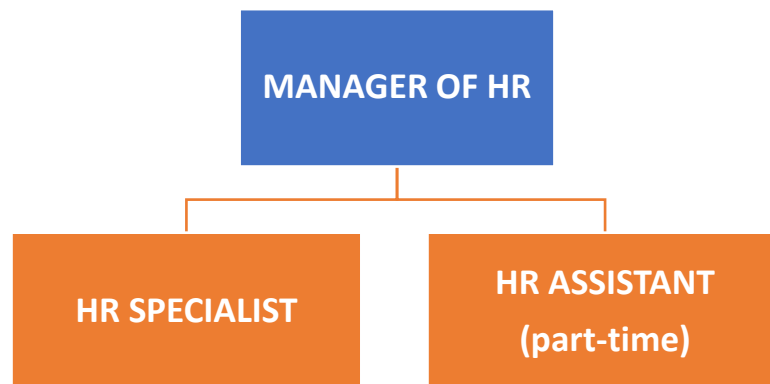 MANAGER OF HR
HR SPECIALIST
HR ASSISTANT
(part-time)